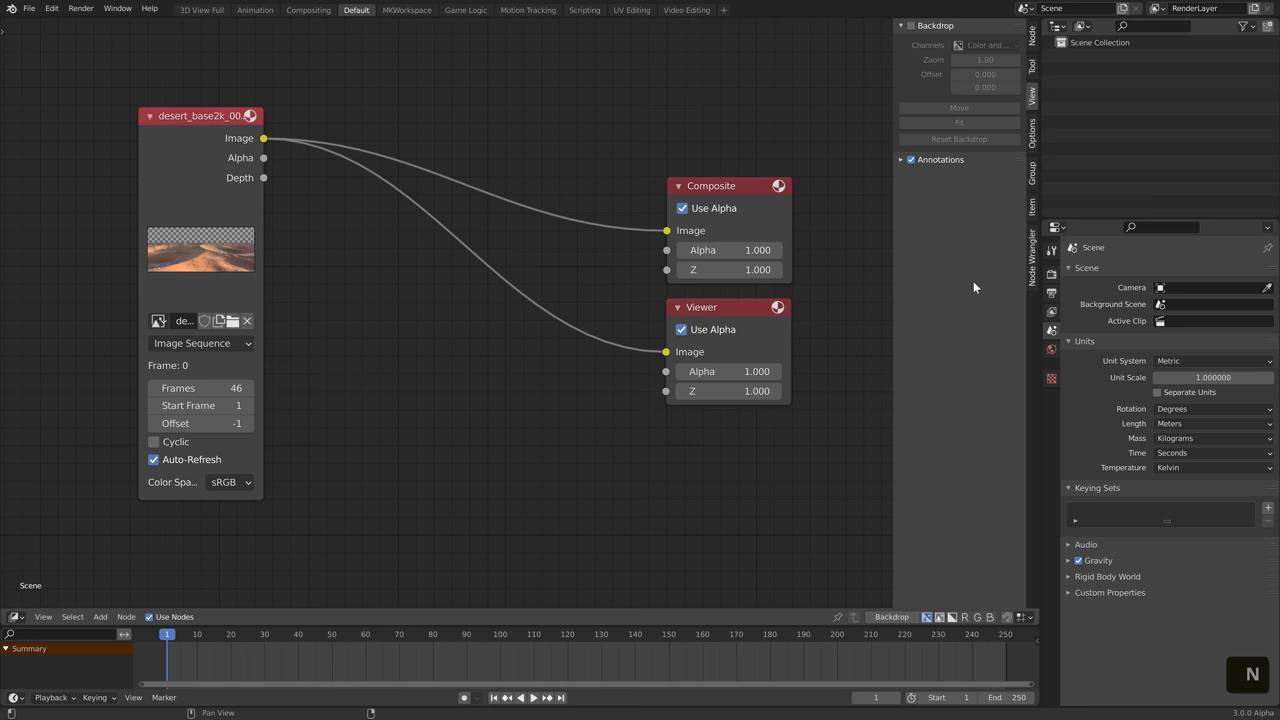 File Edit Render Window Help
3D View Full Animation Compositing Default MKWorkspace Game Logic Motion Tracking Scripting UV Editing Video Editing +
Scene
RenderLayer
desert_base2k_00..
Image
Alpha
Depth
de...
Image Sequence
Frame: 0
Frames 46
Start Frame 1
Offset -1
Cyclic
Auto-Refresh
Color Spa... sRGB
Composite
Use Alpha
Image
Alpha 1.000
Z 1.000
Viewer
Use Alpha
Image
Alpha 1.000
Z 1.000
Backdrop
Channels Color and ...
Zoom 1.00
Offset 0.000
0.000
Move
Fit
Reset Backdrop
Annotations
Node
Tool
View
Options
Group
Item
Node Wrangler
Scene Collection
Scene
Scene
Camera
Background Scene
Active Clip
Units
Unit System Metric
Unit Scale 1.000000
Separate Units
Rotation Degrees
Length Meters
Mass Kilograms
Time Seconds
Temperature Kelvin
Keying Sets
Audio
Gravity
Rigid Body World
Custom Properties
Scene
View Select Add Node Use Nodes Backdrop R G B
1 10 20 30 40 50 60 70 80 90 100 110 120 130 140 150 160 170 180 190 200 210 220 230 240 250
Summary
Playback Keying View Marker 1 Start 1 End 250
N
Pan View
3.0.0 Alpha